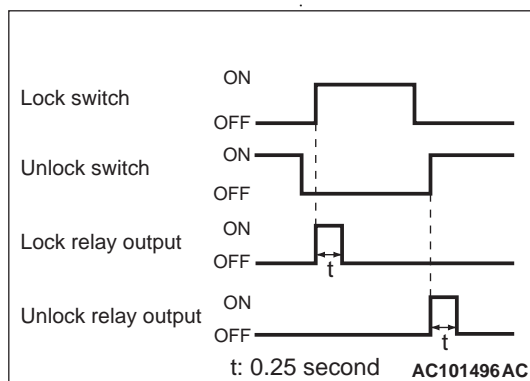 ON
Lock switch
OFF
ON
Unlock switch
OFF
ON
Lock relay output
OFF
t
ON
Unlock relay output
OFF
t
t: 0.25 second AC101496AC